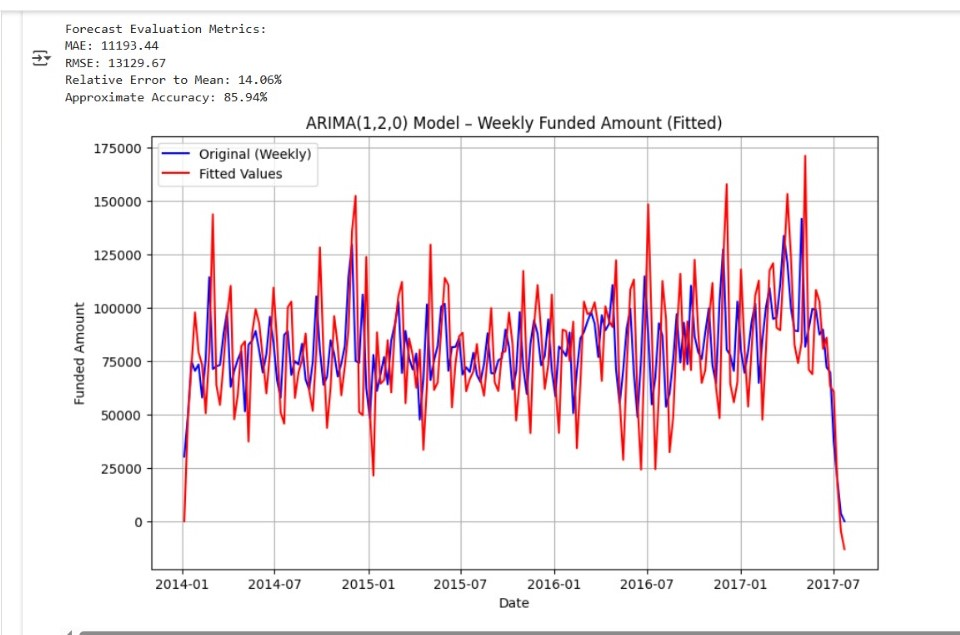 Forecast Evaluation Metrics:
MAE: 11193.44
RMSE: 13129.67
Relative Error to Mean: 14.06%
Approximate Accuracy: 85.94%
ARIMA(1,2,0) Model – Weekly Funded Amount (Fitted)
Original (Weekly)
Fitted Values
Funded Amount
175000
150000
125000
100000
75000
50000
25000
0
2014-01 2014-07 2015-01 2015-07 2016-01 2016-07 2017-01 2017-07
Date